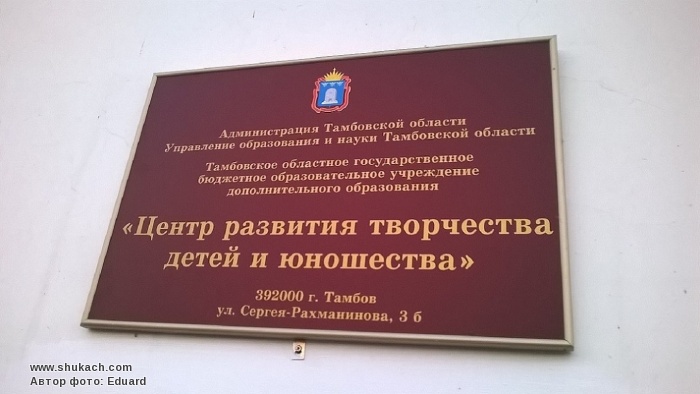 Администрация Тамбовской области
Управление образования и науки Тамбовской области
Тамбовское областное государственное
бюджетное образовательное учреждение
дополнительного образования
«Центр развития творчества
детей и юношества»
392000 г. Тамбов
ул. Сергея-Рахманинова, 3 б
www.shukach.com
Автор фото: Eduard